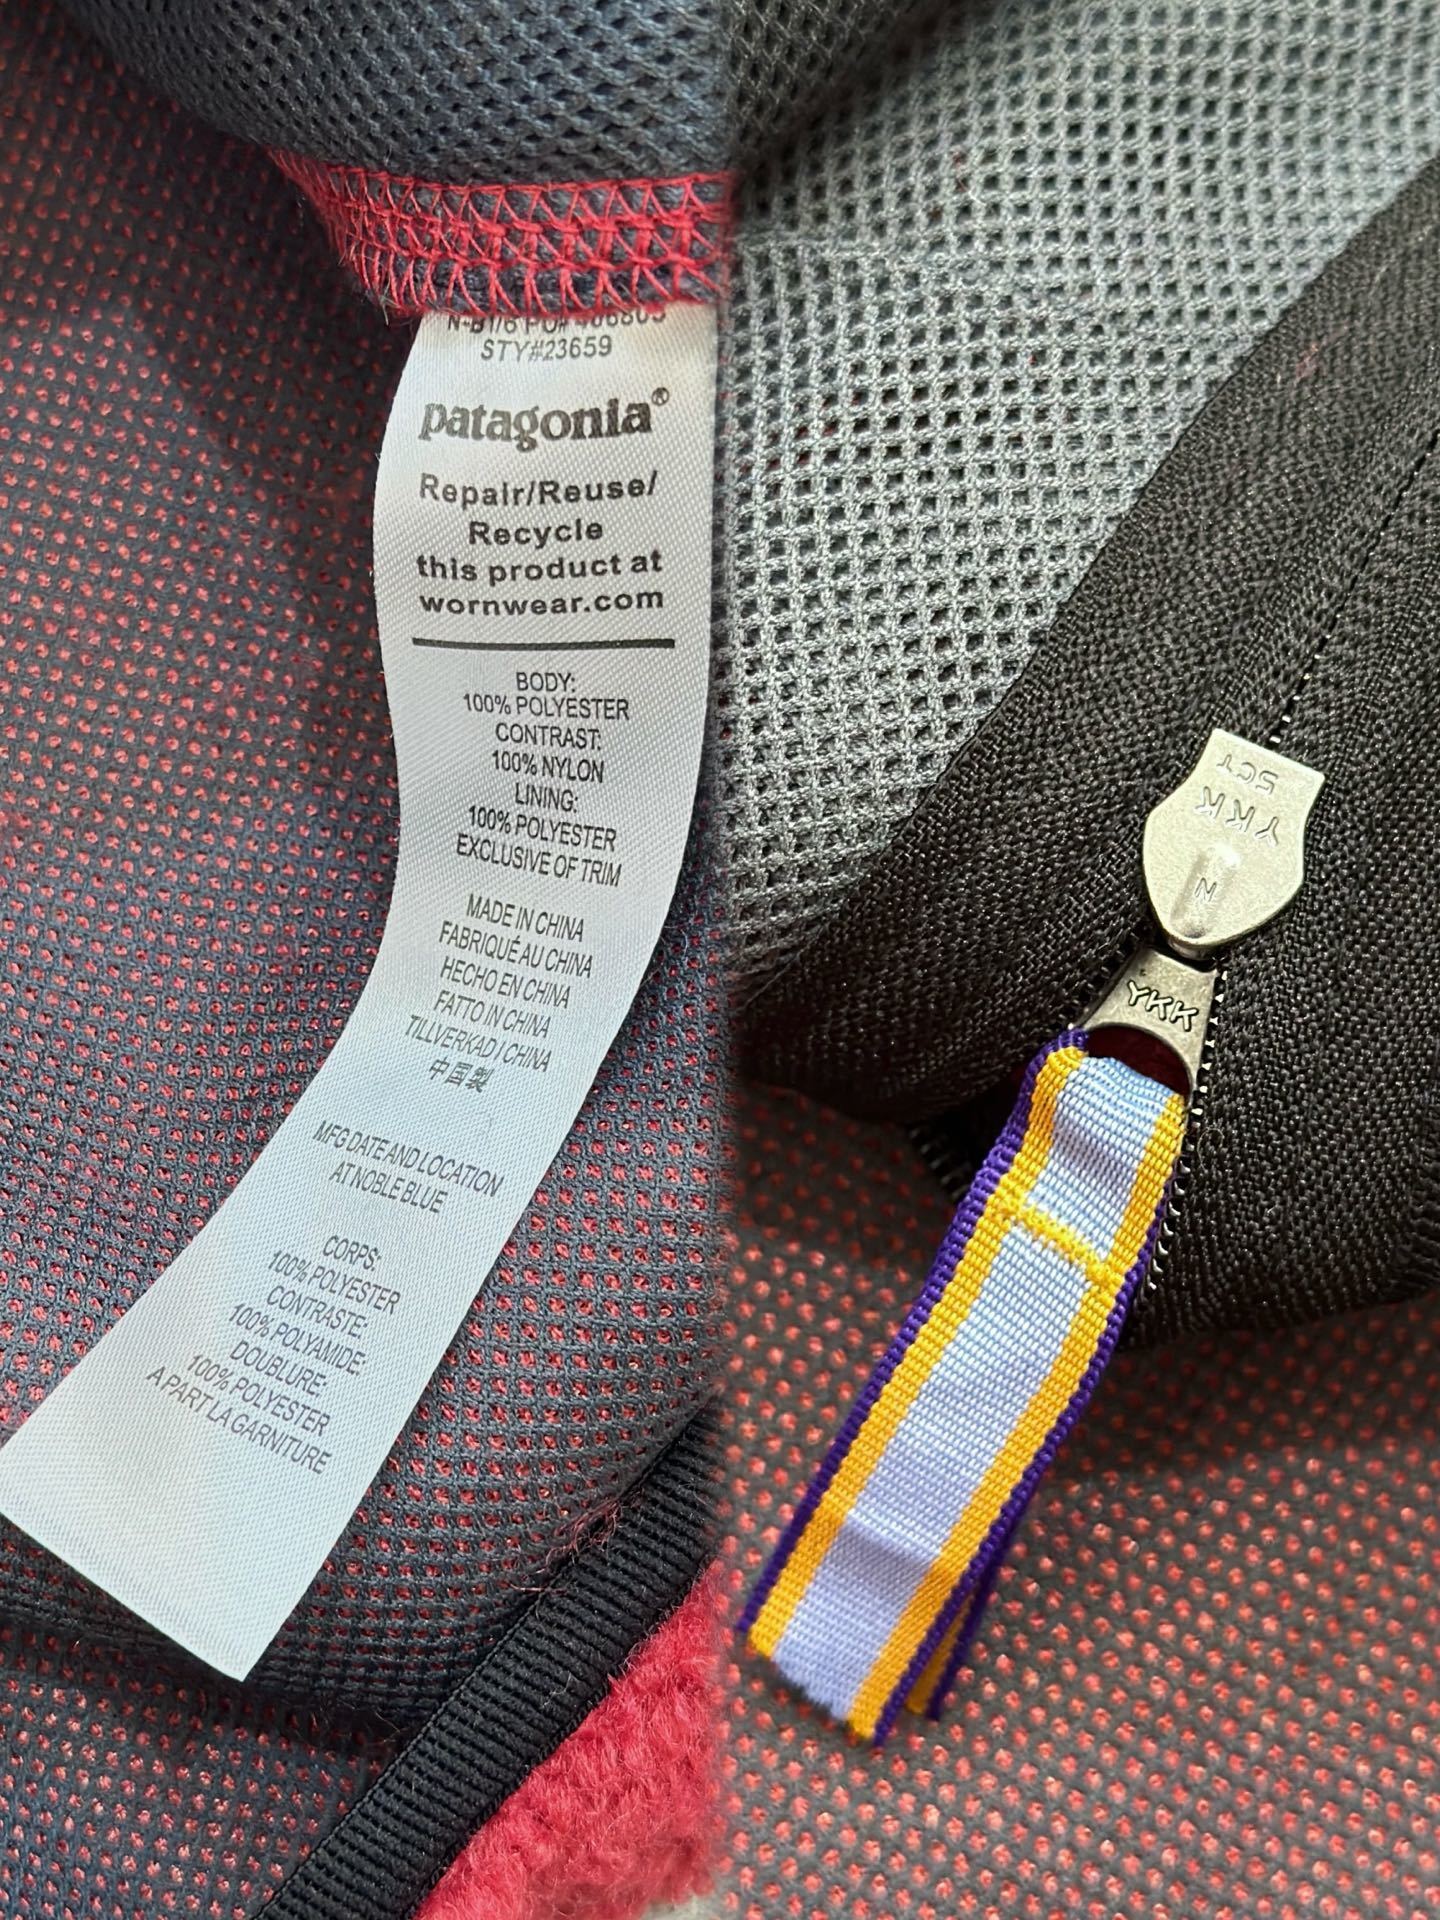 STY#23659
patagonia®
Repair/Reuse/
Recycle
this product at
wornwear.com
BODY:
100% POLYESTER
CONTRAST:
100% NYLON
LINING:
100% POLYESTER
EXCLUSIVE OF TRIM
MADE IN CHINA
FABRIQUÉ AU CHINA
HECHO EN CHINA
FATTO IN CHINA
TILLVERKAD I CHINA
中国製
MFG DATE AND LOCATION
AT NOBLE BLUE
CORPS:
100% POLYESTER
CONTRASTE:
100% POLYAMIDE:
DOUBLURE:
100% POLYESTER
A PART LA GARNITURE
YKK
N
YKK